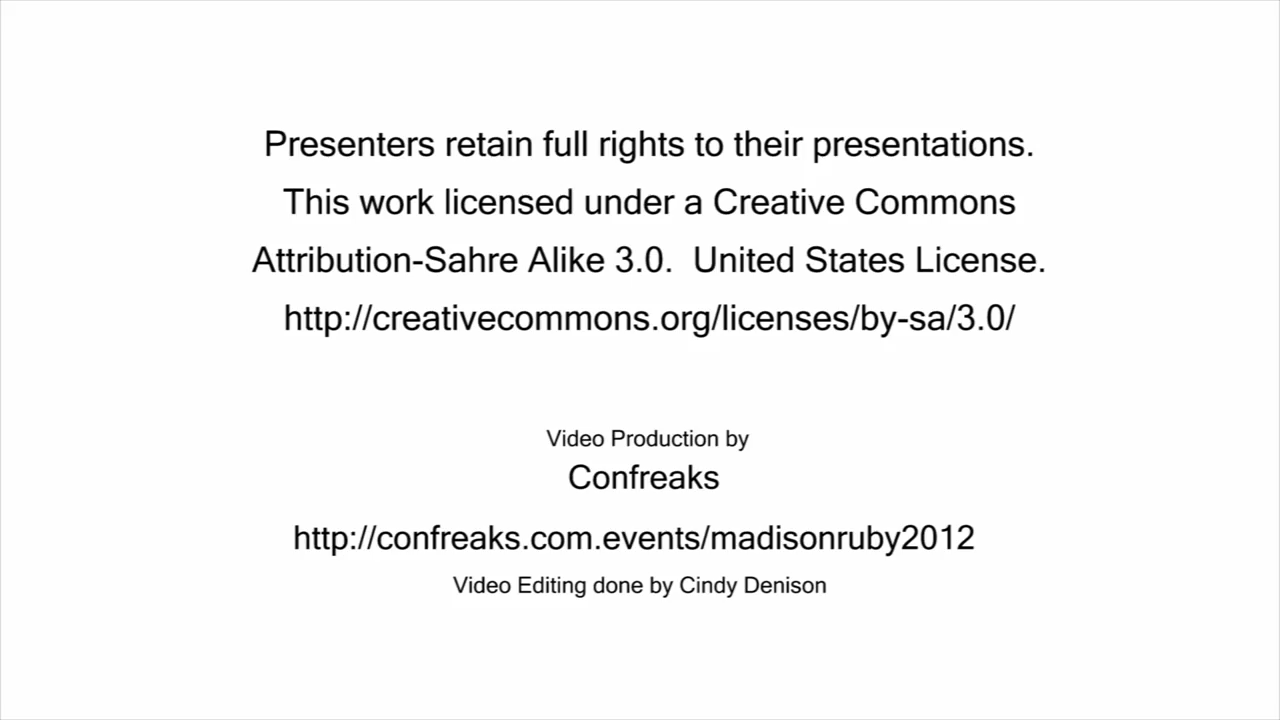 Presenters retain full rights to their presentations.
This work licensed under a Creative Commons
Attribution-Sahre Alike 3.0.  United States License.
http://creativecommons.org/licenses/by-sa/3.0/
Video Production by
Confreaks
http://confreaks.com.events/madisonruby2012
Video Editing done by Cindy Denison